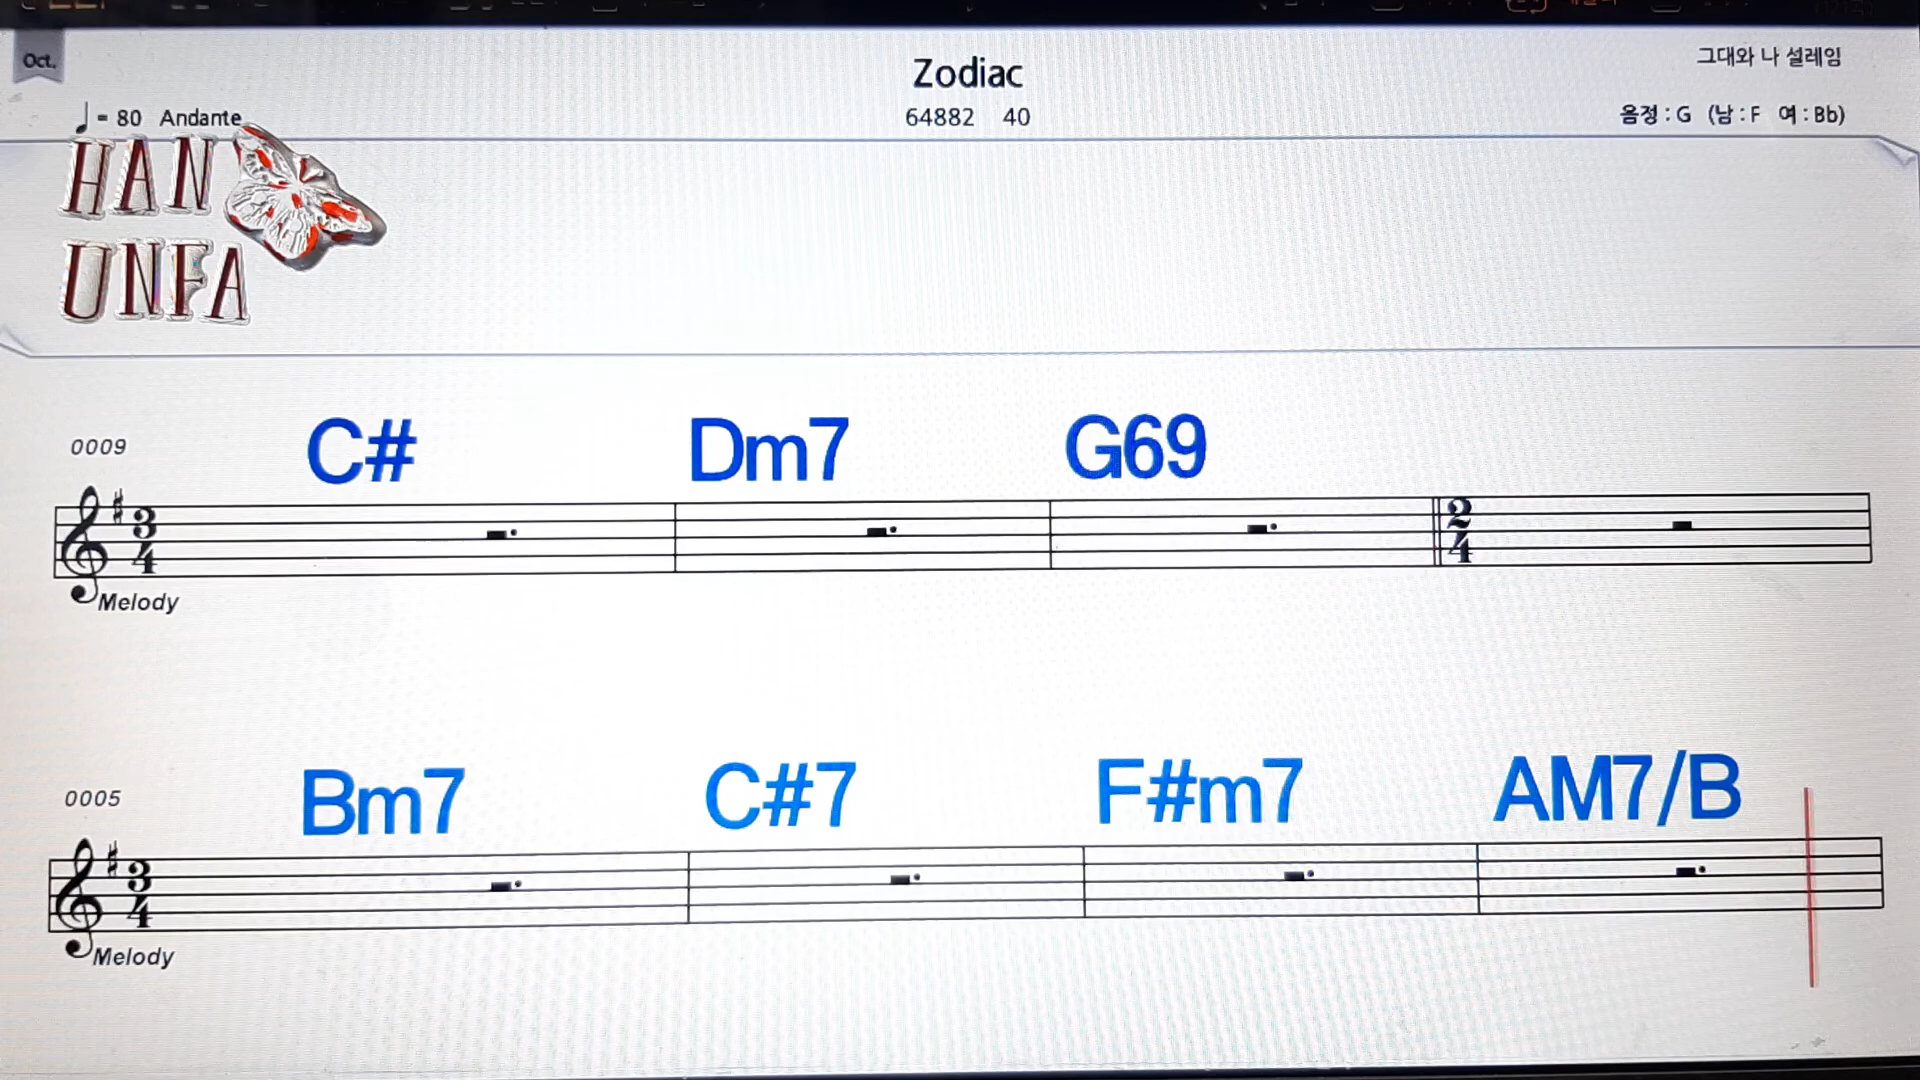 Oct.
Zodiac
그대와 나 설레임
♩ = 80 Andante
64882 40
음정 : G (남 : F 여 : Bb)
HAN
UNFA
0009
C# Dm7 G69
3/4 2/4
Melody
0005
Bm7 C#7 F#m7 AM7/B
3/4
Melody